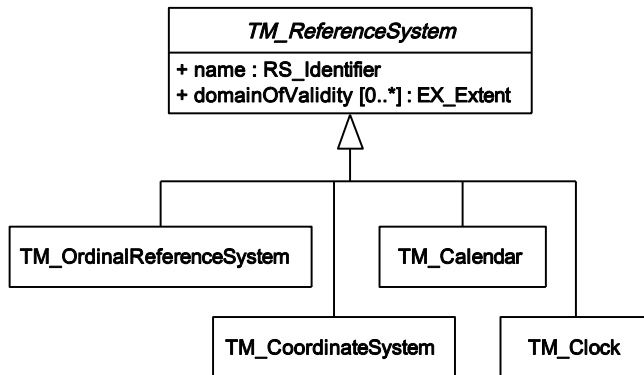 TM_ReferenceSystem
+ name : RS_Identifier
+ domainOfValidity [0..*] : EX_Extent
TM_OrdinalReferenceSystem
TM_Calendar
TM_CoordinateSystem
TM_Clock